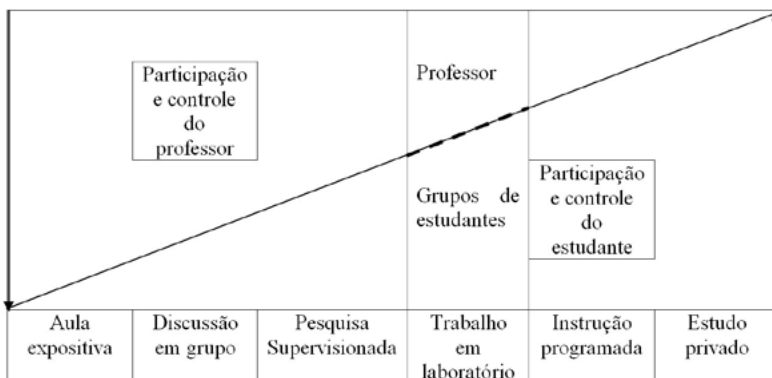 Participação
e controle
do
professor
Professor
Grupos de
estudantes
Participação
e controle
do
estudante
Aula
expositiva
Discussão
em grupo
Pesquisa
Supervisionada
Trabalho
em
laboratório
Instrução
programada
Estudo
privado